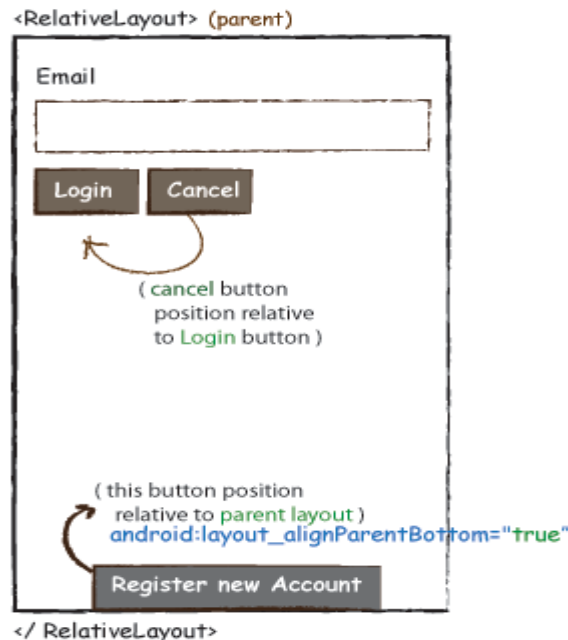 <RelativeLayout> (parent)
Email
Login
Cancel
( cancel button
position relative
to Login button )
( this button position
relative to parent layout )
android:layout_alignParentBottom="true"
Register new Account
</ RelativeLayout>